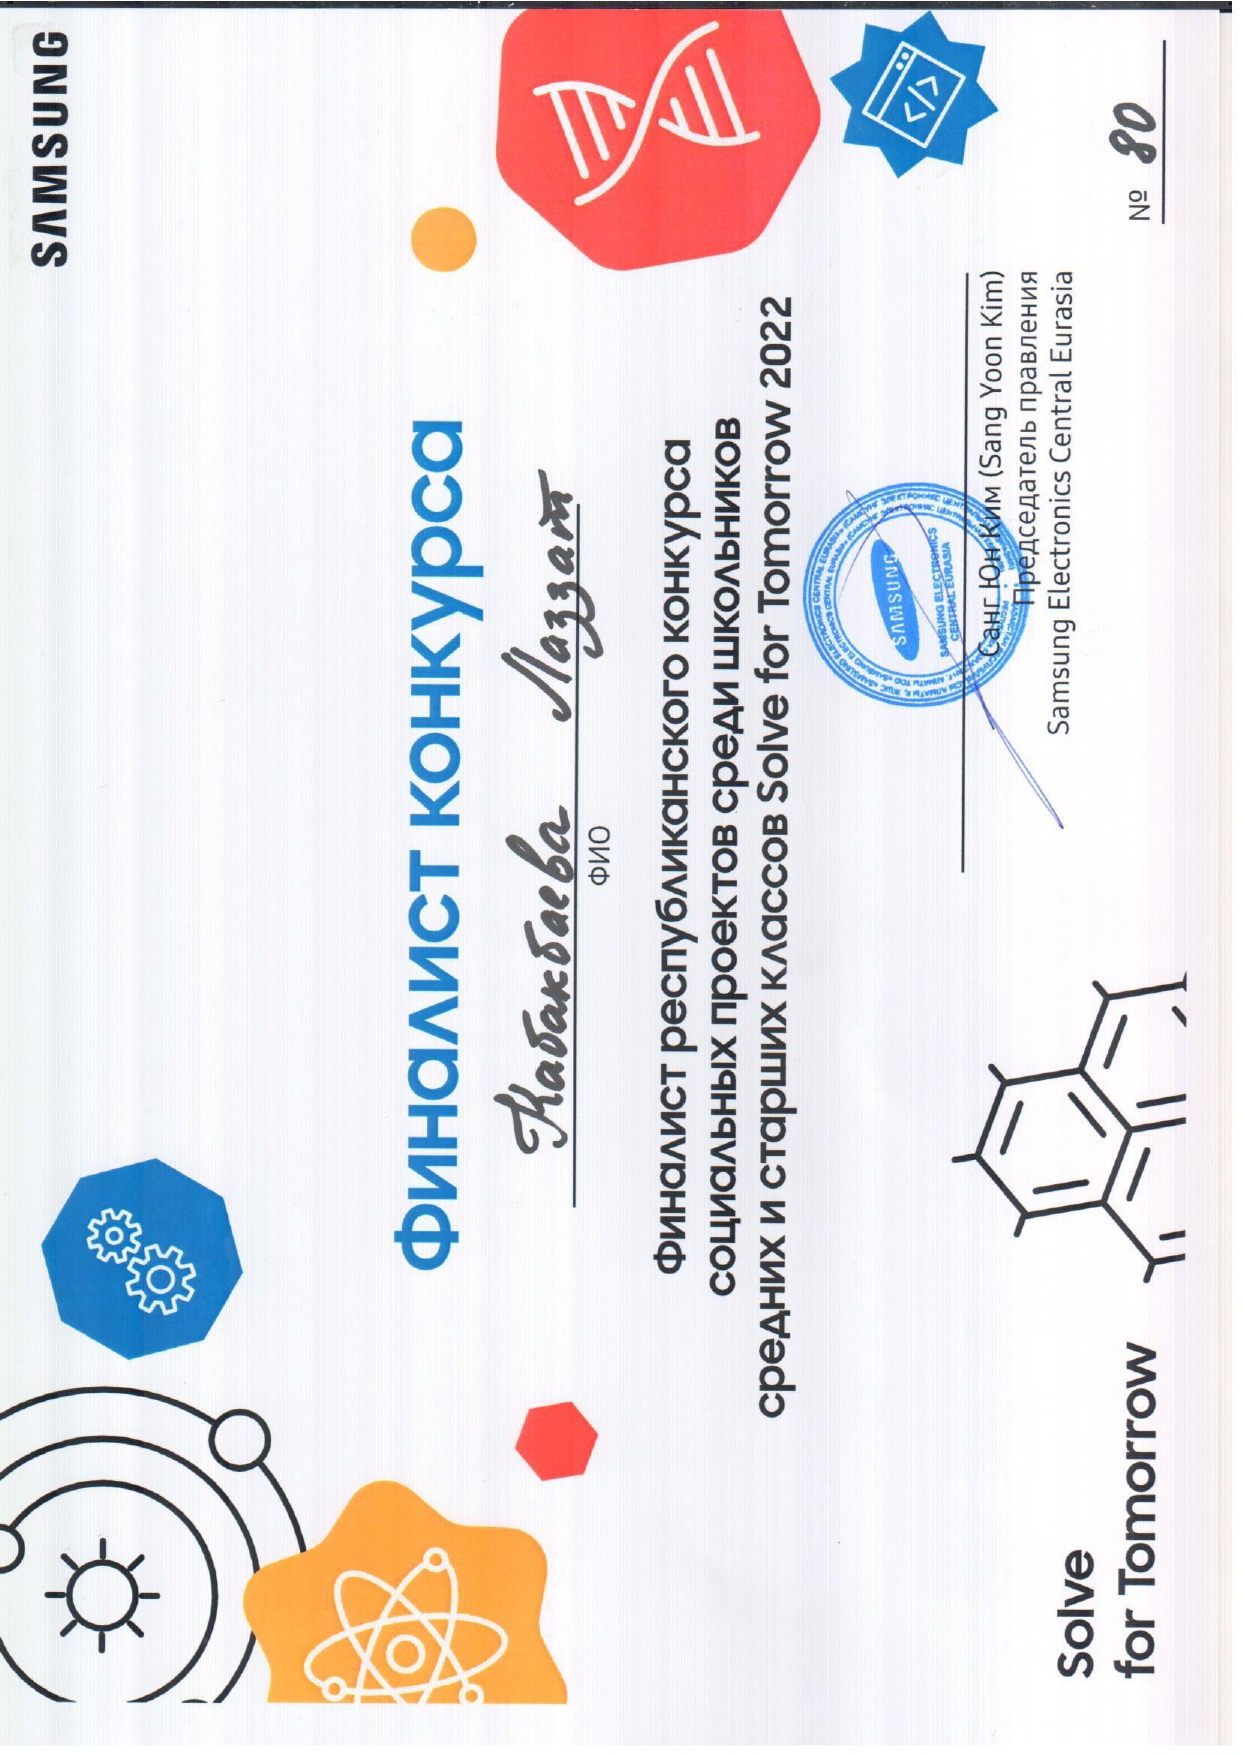 SAMSUNG
Финалист конкурса
Кабакбаева Лаззат
ФИО
Финалист республиканского конкурса
социальных проектов среди школьников
средних и старших классов Solve for Tomorrow 2022
SAMSUNG
SAMSUNG ELECTRONICS
CENTRAL EURASIA
Санг Юн Ким (Sang Yoon Kim)
Председатель правления
Samsung Electronics Central Eurasia
№ 80
Solve
for Tomorrow